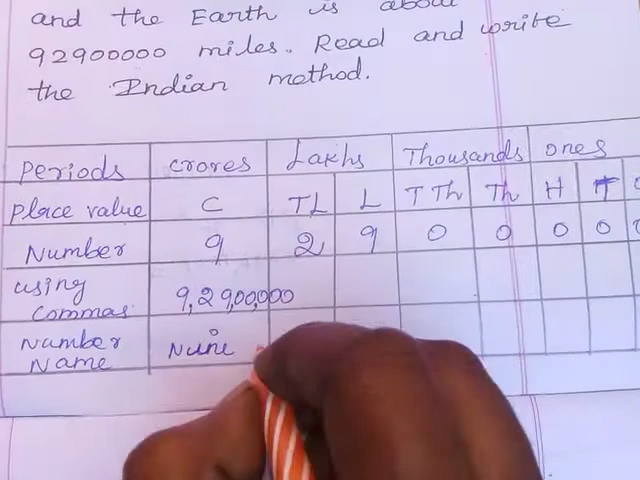 and the Earth is about
92900000 miles. Read and write
the Indian method.
Periods crores Lakhs Thousands ones
place value C TL L T Th Th H T
Number 9 2 9 0 0 0 0 0
using commas 9,29,00,000
Number Name Nine